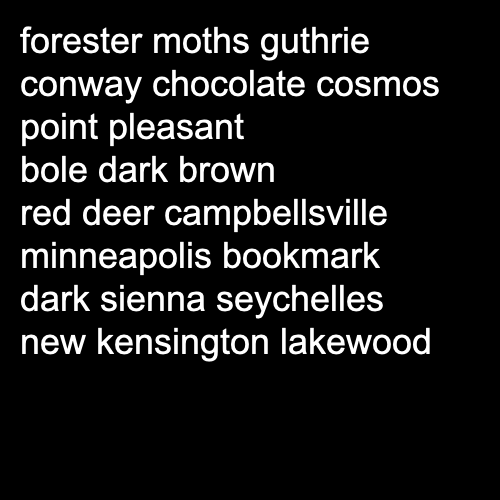 forester moths guthrie
conway chocolate cosmos
point pleasant
bole dark brown
red deer campbellsville
minneapolis bookmark
dark sienna seychelles
new kensington lakewood